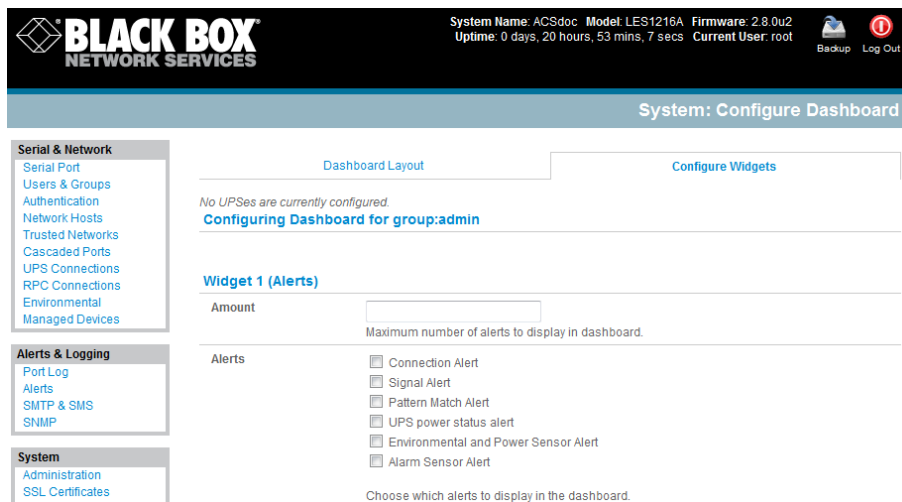 BLACK BOX®
NETWORK SERVICES
System Name: ACSdoc Model: LES1216A Firmware: 2.8.0u2
Uptime: 0 days, 20 hours, 53 mins, 7 secs Current User: root
Backup
Log Out
System: Configure Dashboard
Serial & Network
Serial Port
Users & Groups
Authentication
Network Hosts
Trusted Networks
Cascaded Ports
UPS Connections
RPC Connections
Environmental
Managed Devices
Alerts & Logging
Port Log
Alerts
SMTP & SMS
SNMP
System
Administration
SSL Certificates
Dashboard Layout
Configure Widgets
No UPSes are currently configured.
Configuring Dashboard for group:admin
Widget 1 (Alerts)
Amount
Maximum number of alerts to display in dashboard.
Alerts
Connection Alert
Signal Alert
Pattern Match Alert
UPS power status alert
Environmental and Power Sensor Alert
Alarm Sensor Alert
Choose which alerts to display in the dashboard.